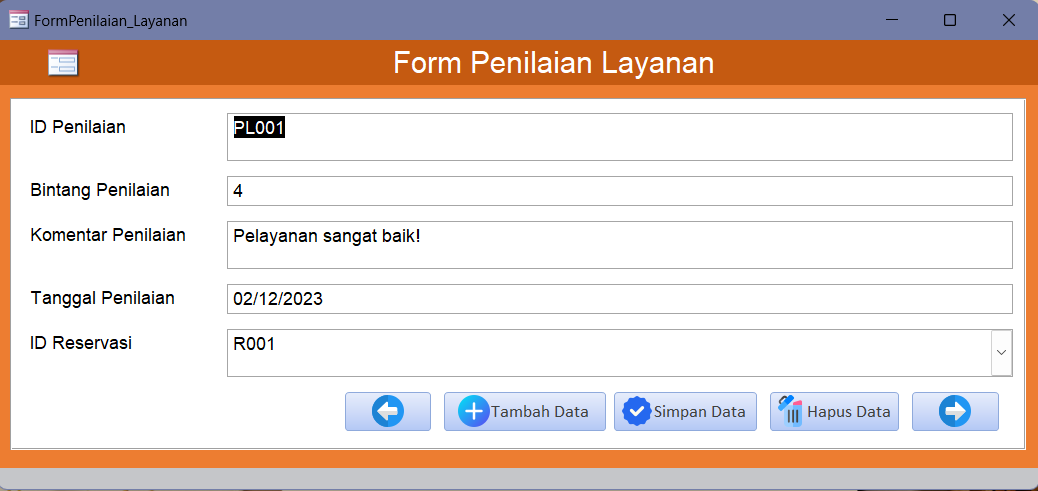 FormPenilaian_Layanan
Form Penilaian Layanan
ID Penilaian PL001
Bintang Penilaian 4
Komentar Penilaian Pelayanan sangat baik!
Tanggal Penilaian 02/12/2023
ID Reservasi R001
Tambah Data Simpan Data Hapus Data